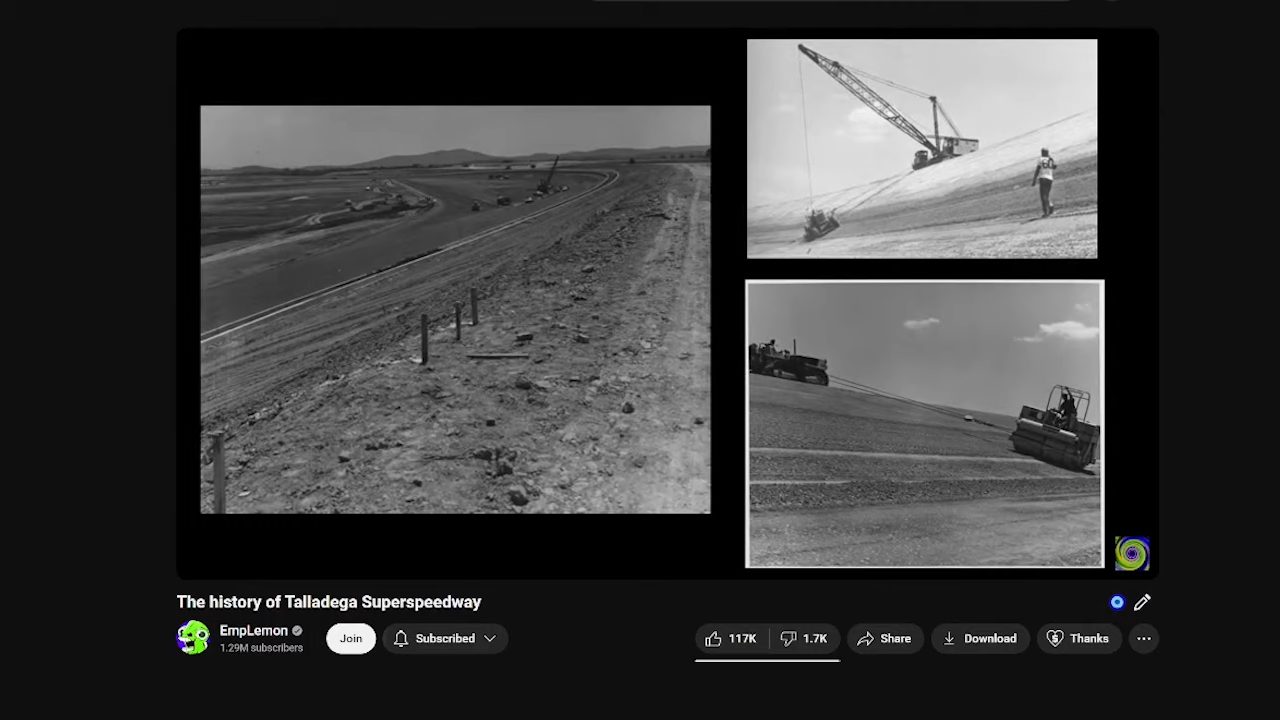 The history of Talladega Superspeedway
EmpLemon
1.29M subscribers
Join
Subscribed
117K
1.7K
Share
Download
Thanks